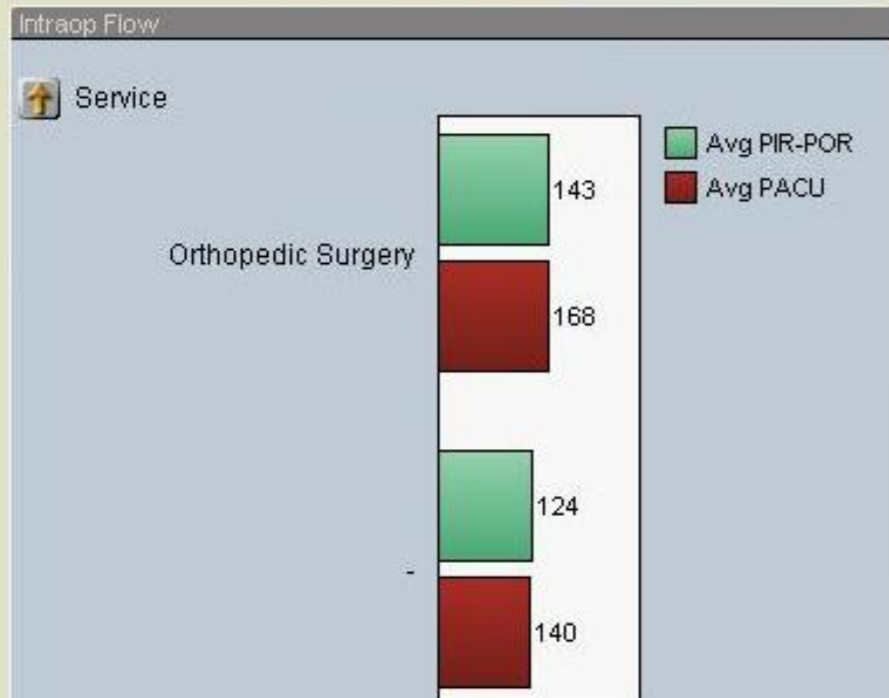 Intraop Flow
Service
Avg PIR-POR
Avg PACU
143
Orthopedic Surgery
168
124
-
140